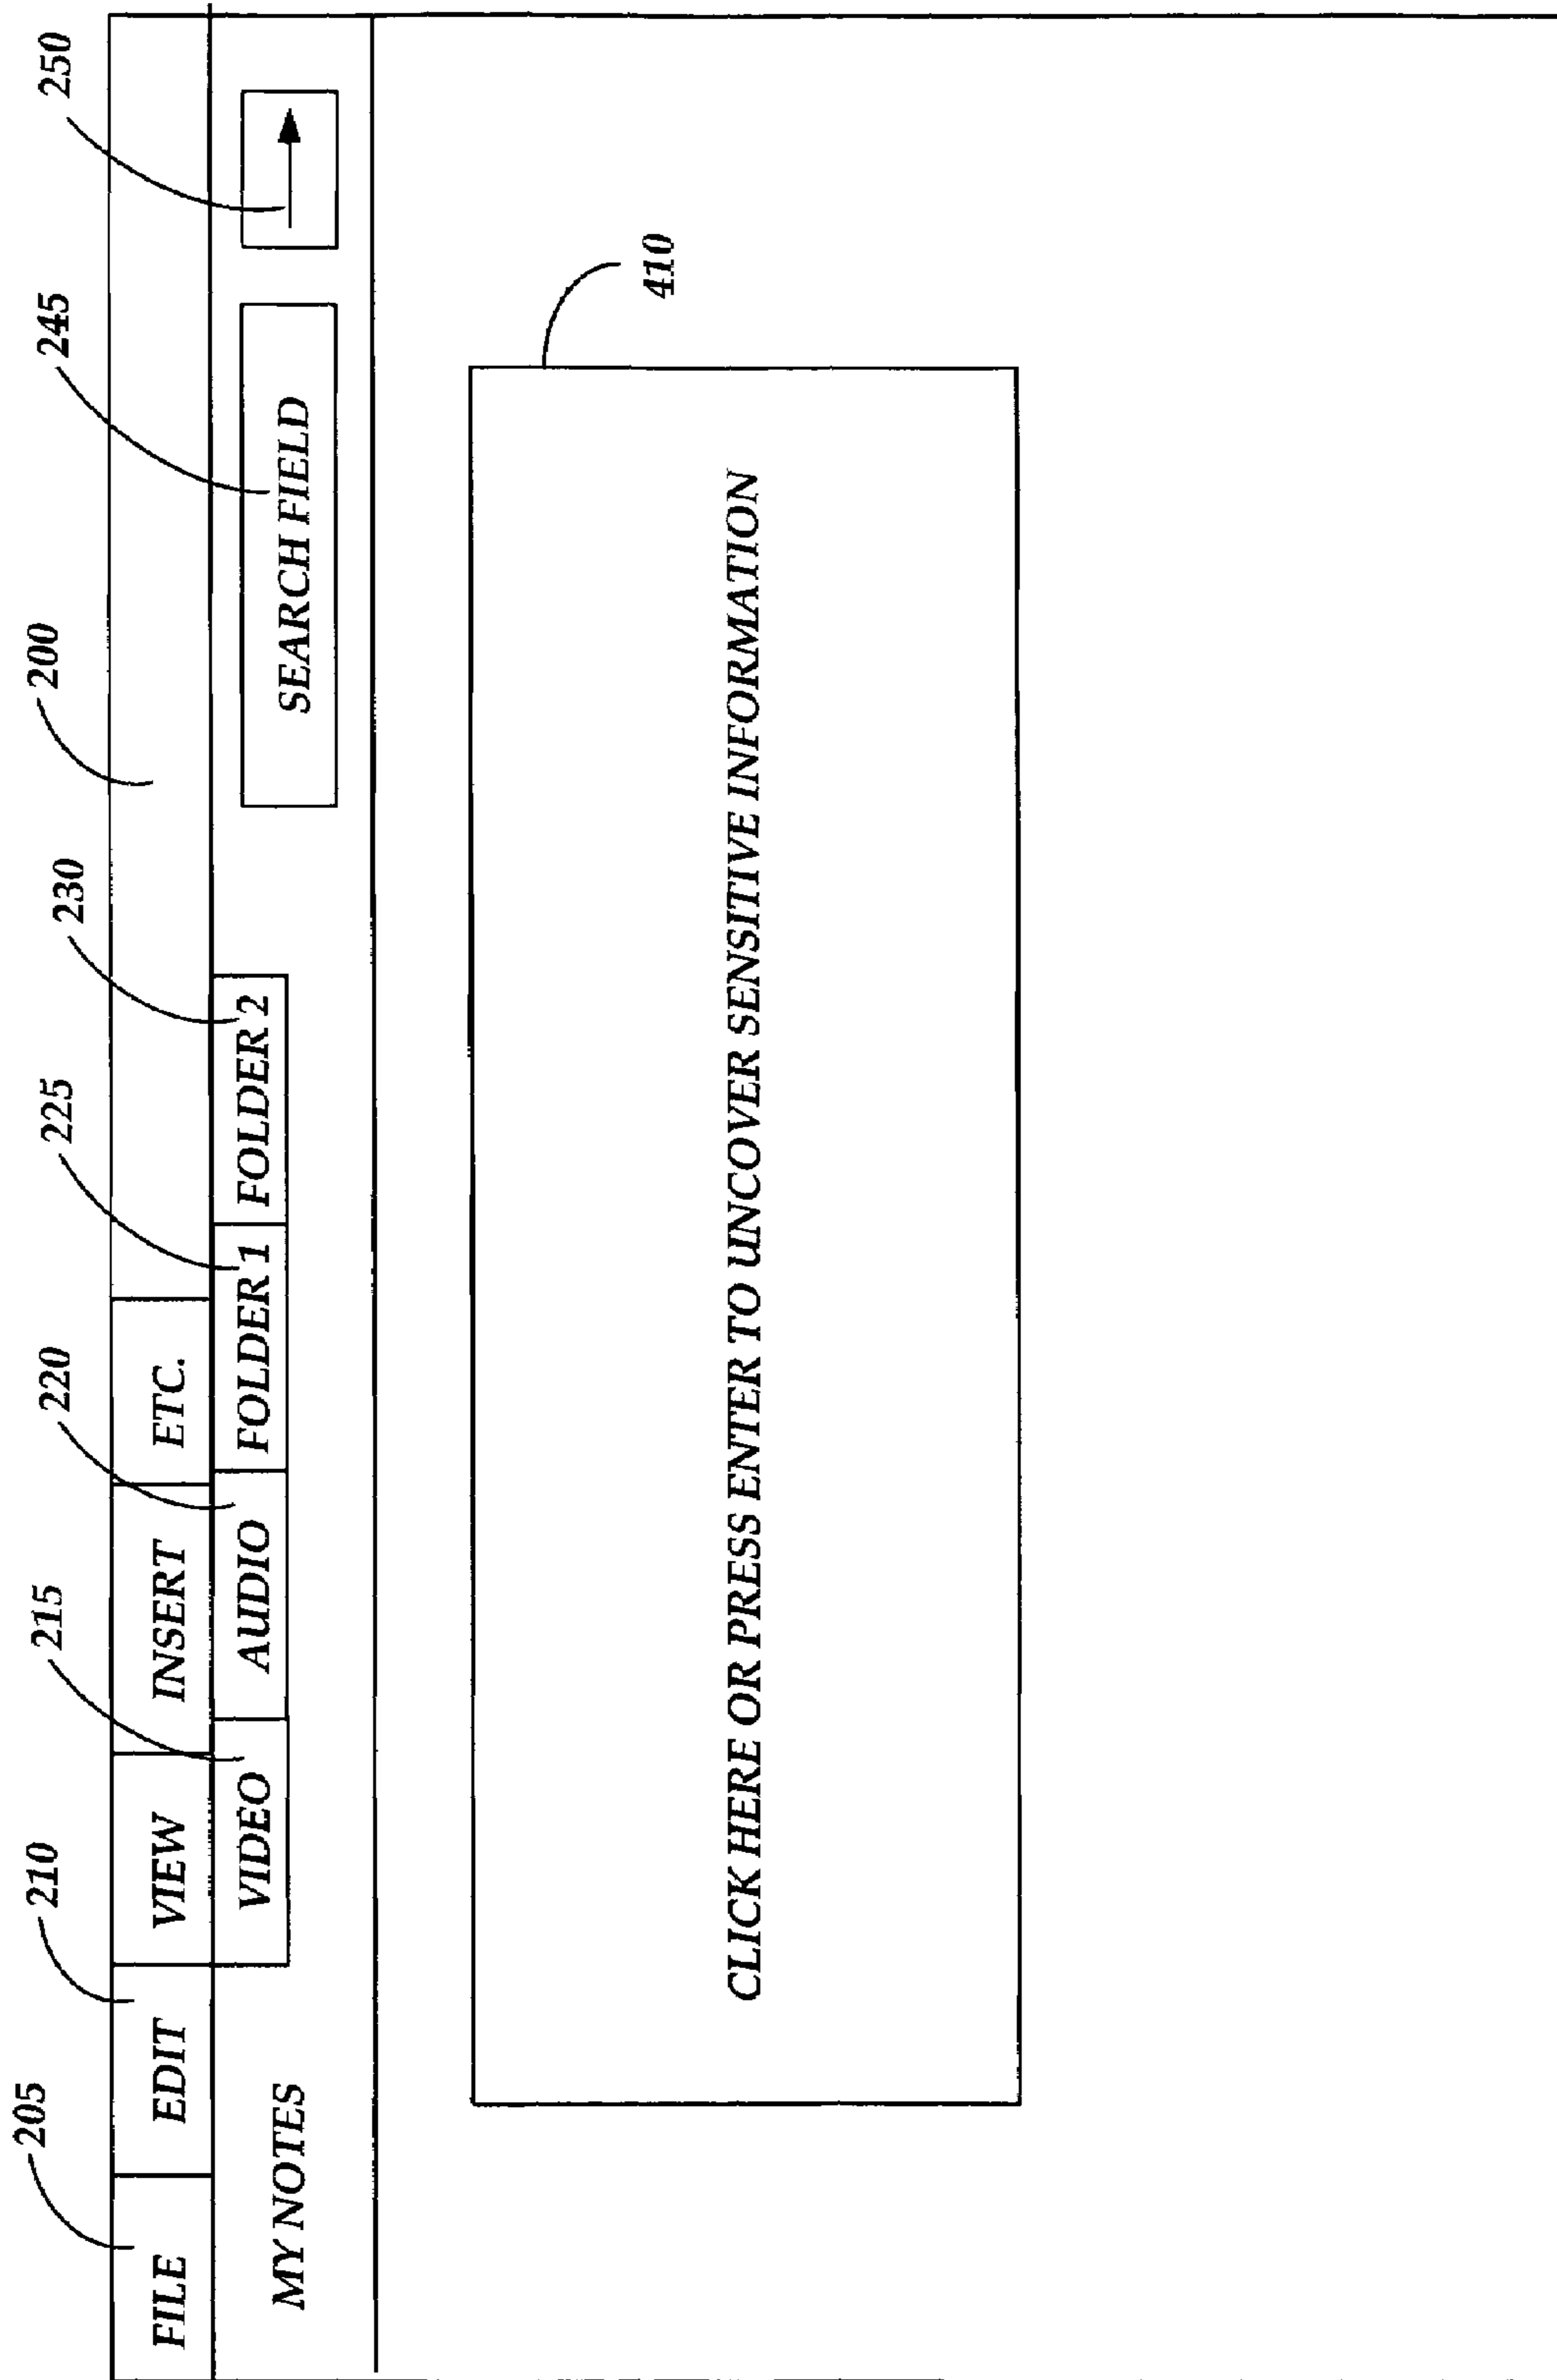 205 210 215 220 225 230 200 245 250
FILE EDIT VIEW INSERT ETC.
MY NOTES VIDEO AUDIO FOLDER 1 FOLDER 2 SEARCH FIELD
410
CLICK HERE OR PRESS ENTER TO UNCOVER SENSITIVE INFORMATION